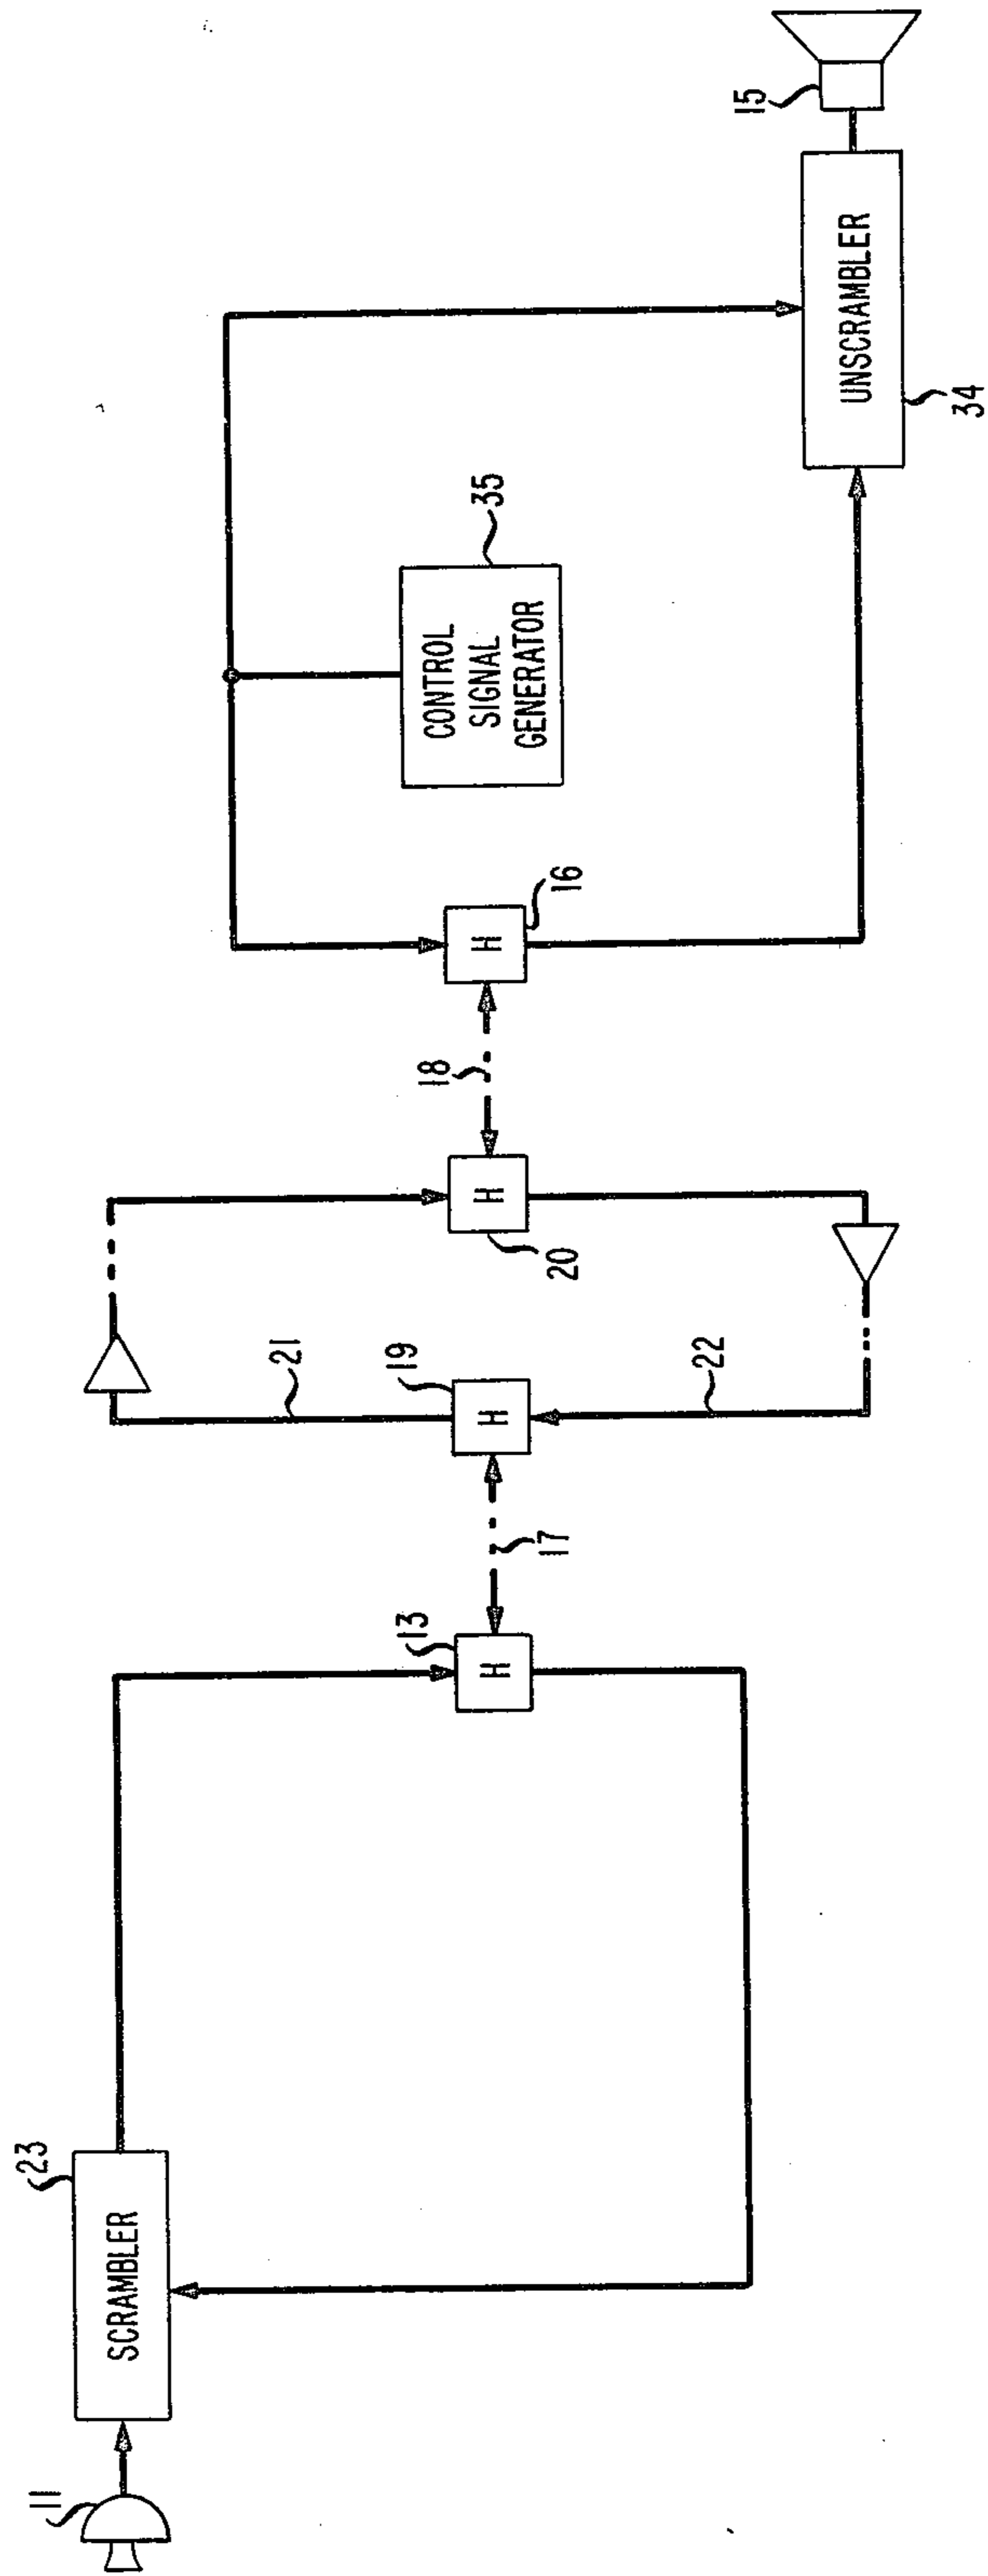 11
SCRAMBLER
23
H
13
17
H
19
21
22
H
20
18
H
16
CONTROL
SIGNAL
GENERATOR
35
UNSCRAMBLER
34
15